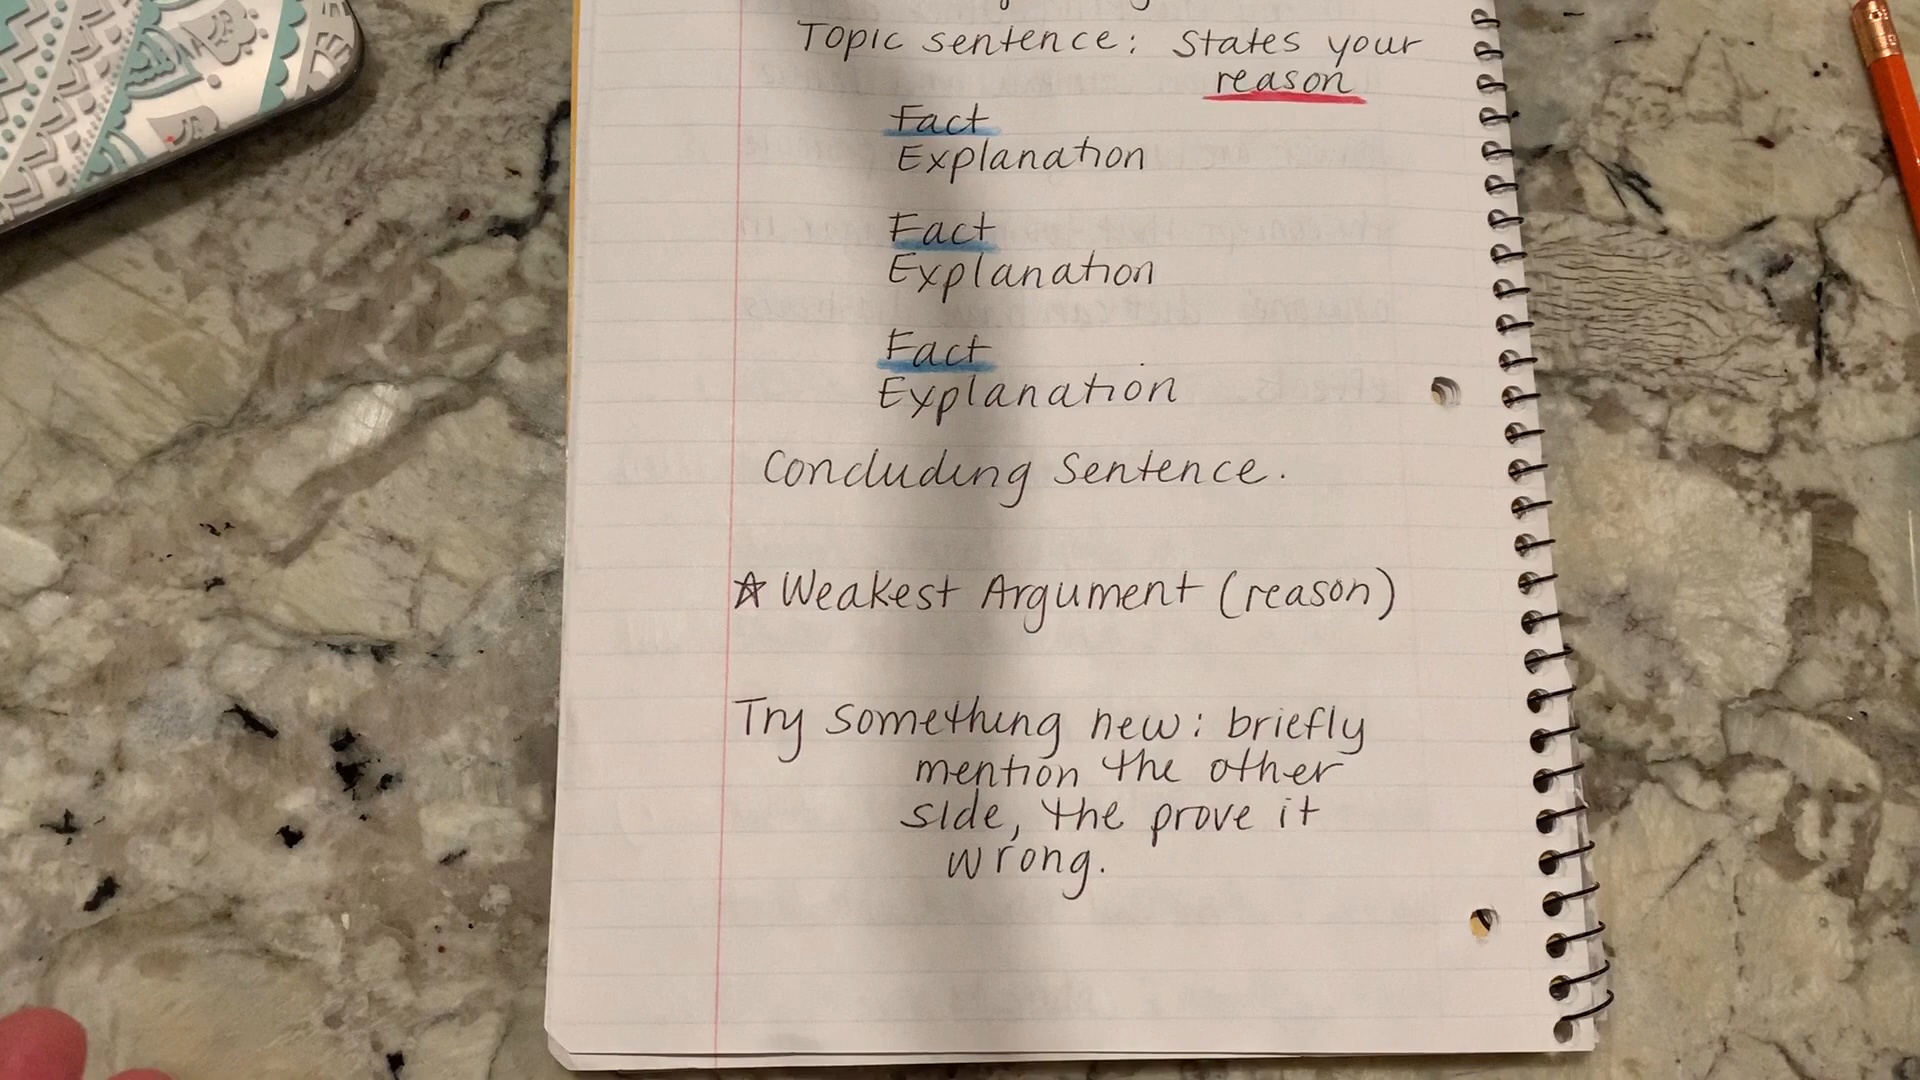 Topic sentence: States your
reason
Fact
Explanation
Fact
Explanation
Fact
Explanation
Concluding Sentence.
☆ Weakest Argument (reason)
Try something new: briefly
mention the other
side, the prove it
wrong.